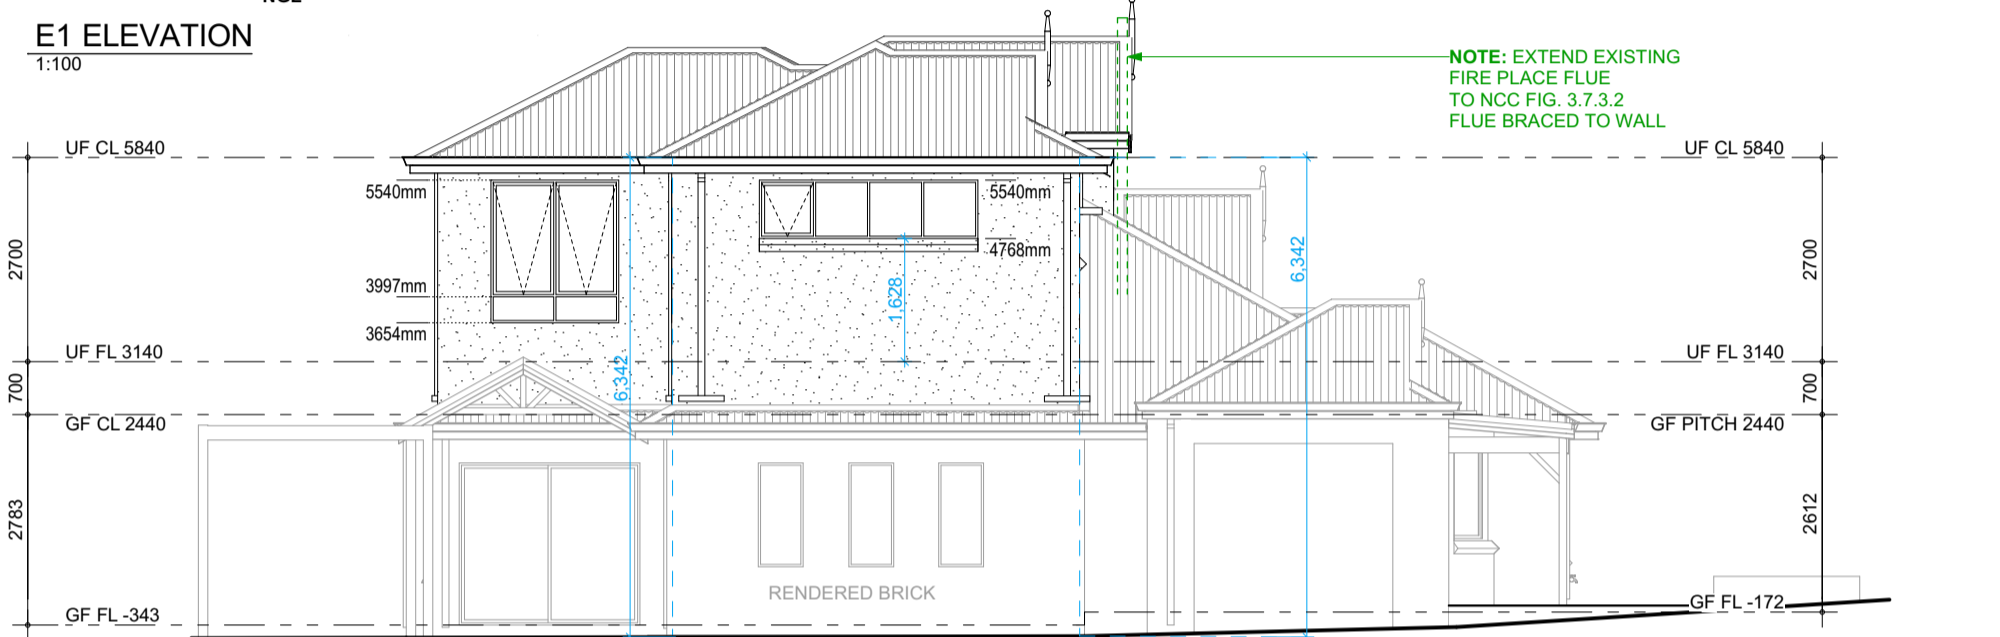 E1 ELEVATION
1:100
NOTE: EXTEND EXISTING
FIRE PLACE FLUE
TO NCC FIG. 3.7.3.2
FLUE BRACED TO WALL
UF CL 5840
UF CL 5840
5540mm
5540mm
4768mm
2700
3997mm
1,628
6,342
2700
3654mm
UF FL 3140
UF FL 3140
6,342
700
700
GF CL 2440
GF PITCH 2440
2783
2612
RENDERED BRICK
GF FL -343
GF FL -172